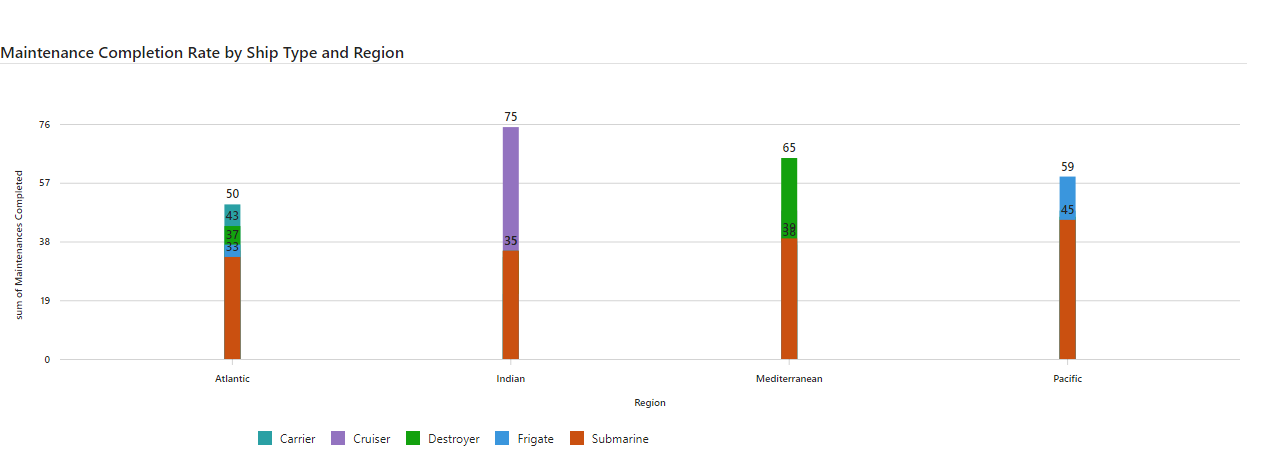 Maintenance Completion Rate by Ship Type and Region
sum of Maintenances Completed
76
57
38
19
0
50
43
37
33
75
35
65
39
38
59
45
Atlantic
Indian
Mediterranean
Pacific
Region
Carrier
Cruiser
Destroyer
Frigate
Submarine